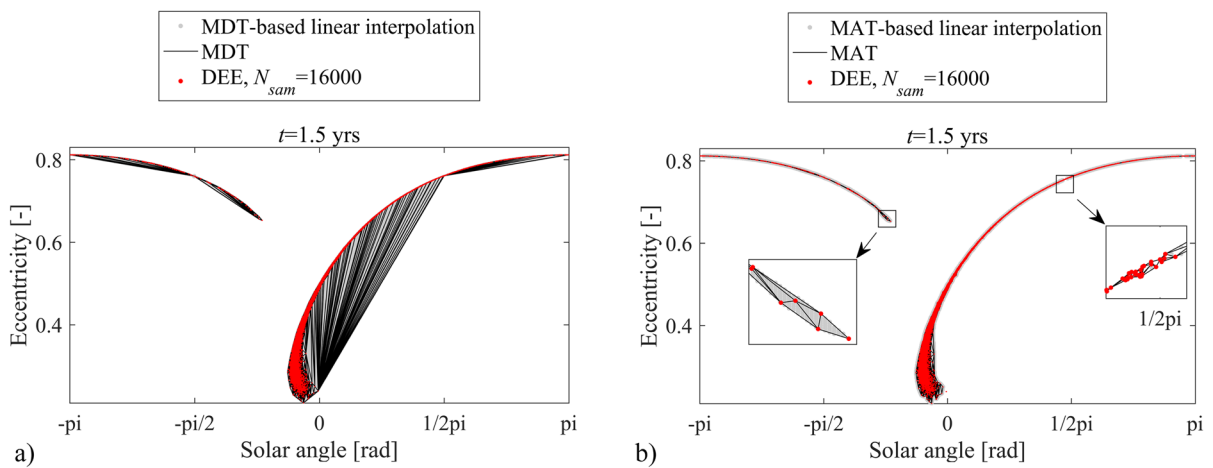 MDT-based linear interpolation
MDT
DEE, Nsam=16000
t=1.5 yrs
Eccentricity [-]
0.8
0.6
0.4
-pi
-pi/2
0
1/2pi
pi
Solar angle [rad]
a)
MAT-based linear interpolation
MAT
DEE, Nsam=16000
t=1.5 yrs
Eccentricity [-]
0.8
0.6
0.4
1/2pi
-pi
-pi/2
0
1/2pi
pi
Solar angle [rad]
b)